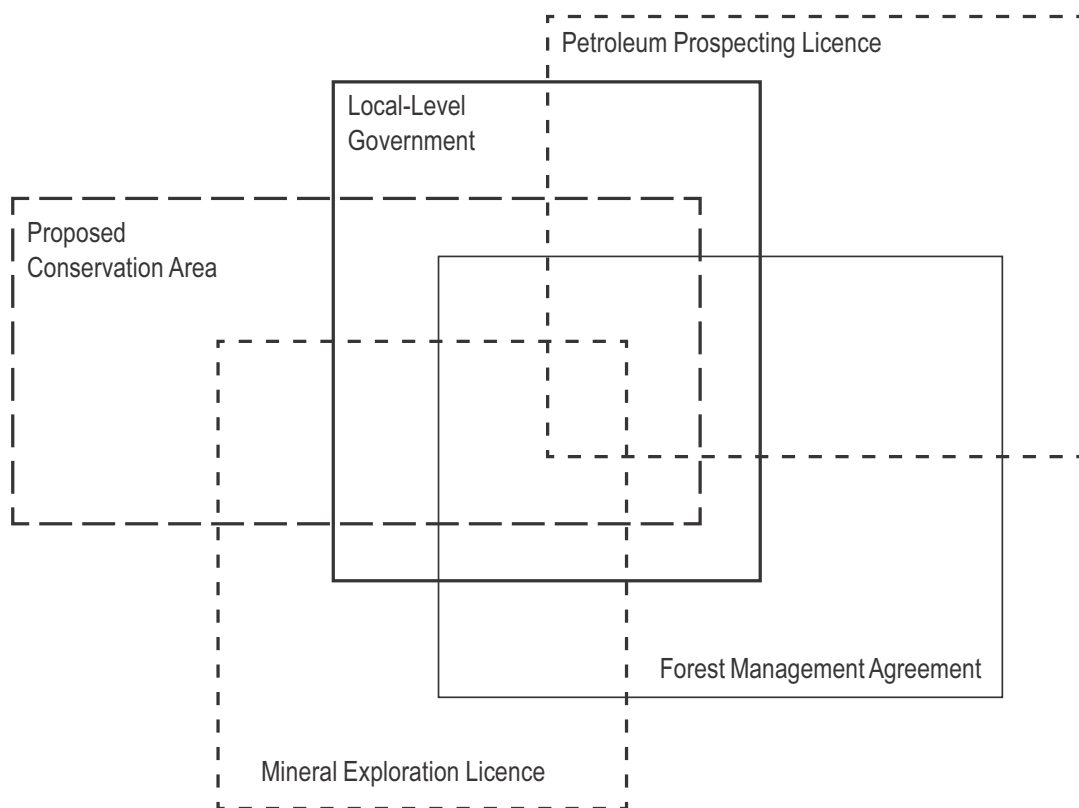 Petroleum Prospecting Licence
Local-Level
Government
Proposed
Conservation Area
Forest Management Agreement
Mineral Exploration Licence